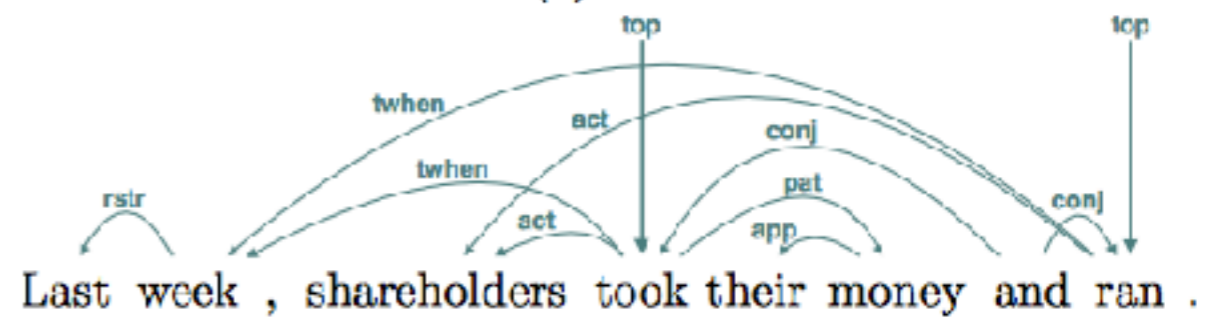 top top
twhen
act conj
twhen pat
rstr conj
act app
Last week , shareholders took their money and ran .